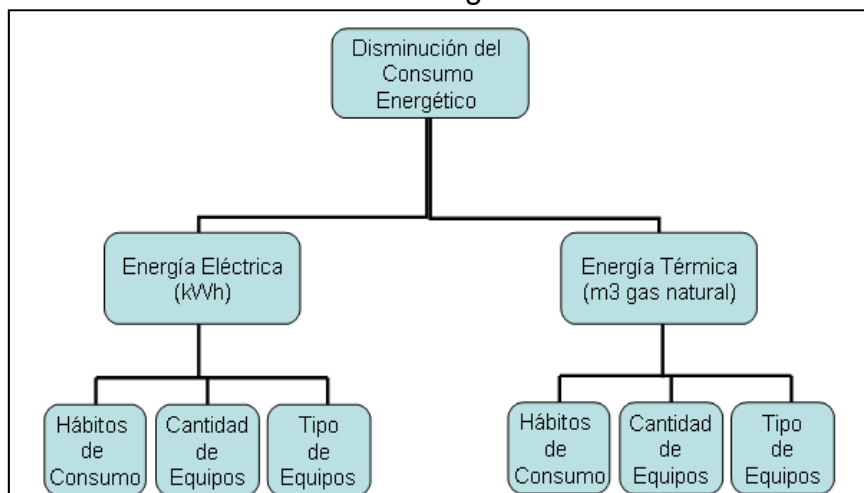 Disminución del
Consumo
Energético
Energía Eléctrica
(kWh)
Energía Térmica
(m3 gas natural)
Hábitos
de
Consumo
Cantidad
de
Equipos
Tipo
de
Equipos
Hábitos
de
Consumo
Cantidad
de
Equipos
Tipo
de
Equipos